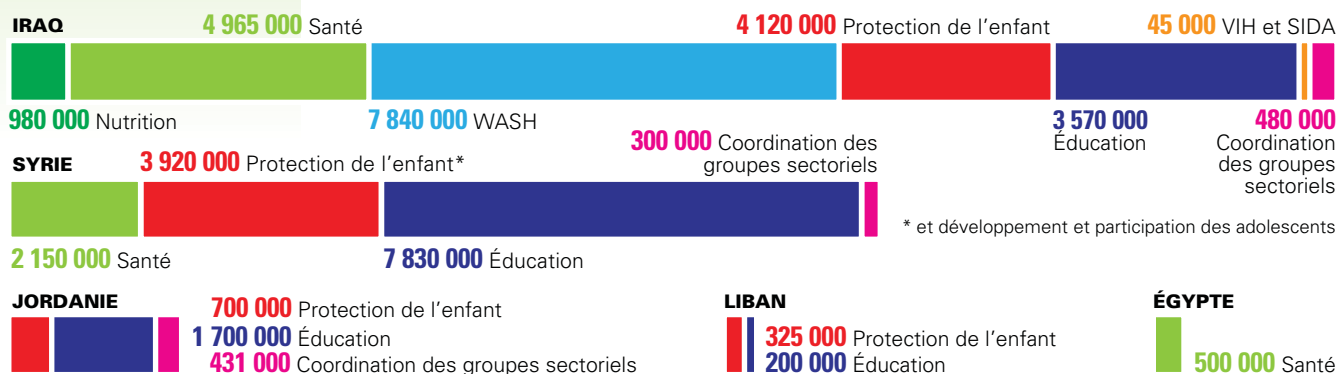 IRAQ
4 965 000 Santé
4 120 000 Protection de l'enfant
45 000 VIH et SIDA
980 000 Nutrition
7 840 000 WASH
3 570 000
Éducation
480 000
Coordination
des groupes
sectoriels
SYRIE
3 920 000 Protection de l'enfant*
300 000 Coordination des
groupes sectoriels
* et développement et participation des adolescents
2 150 000 Santé
7 830 000 Éducation
JORDANIE
700 000 Protection de l'enfant
1 700 000 Éducation
431 000 Coordination des groupes sectoriels
LIBAN
325 000 Protection de l'enfant
200 000 Éducation
ÉGYPTE
500 000 Santé